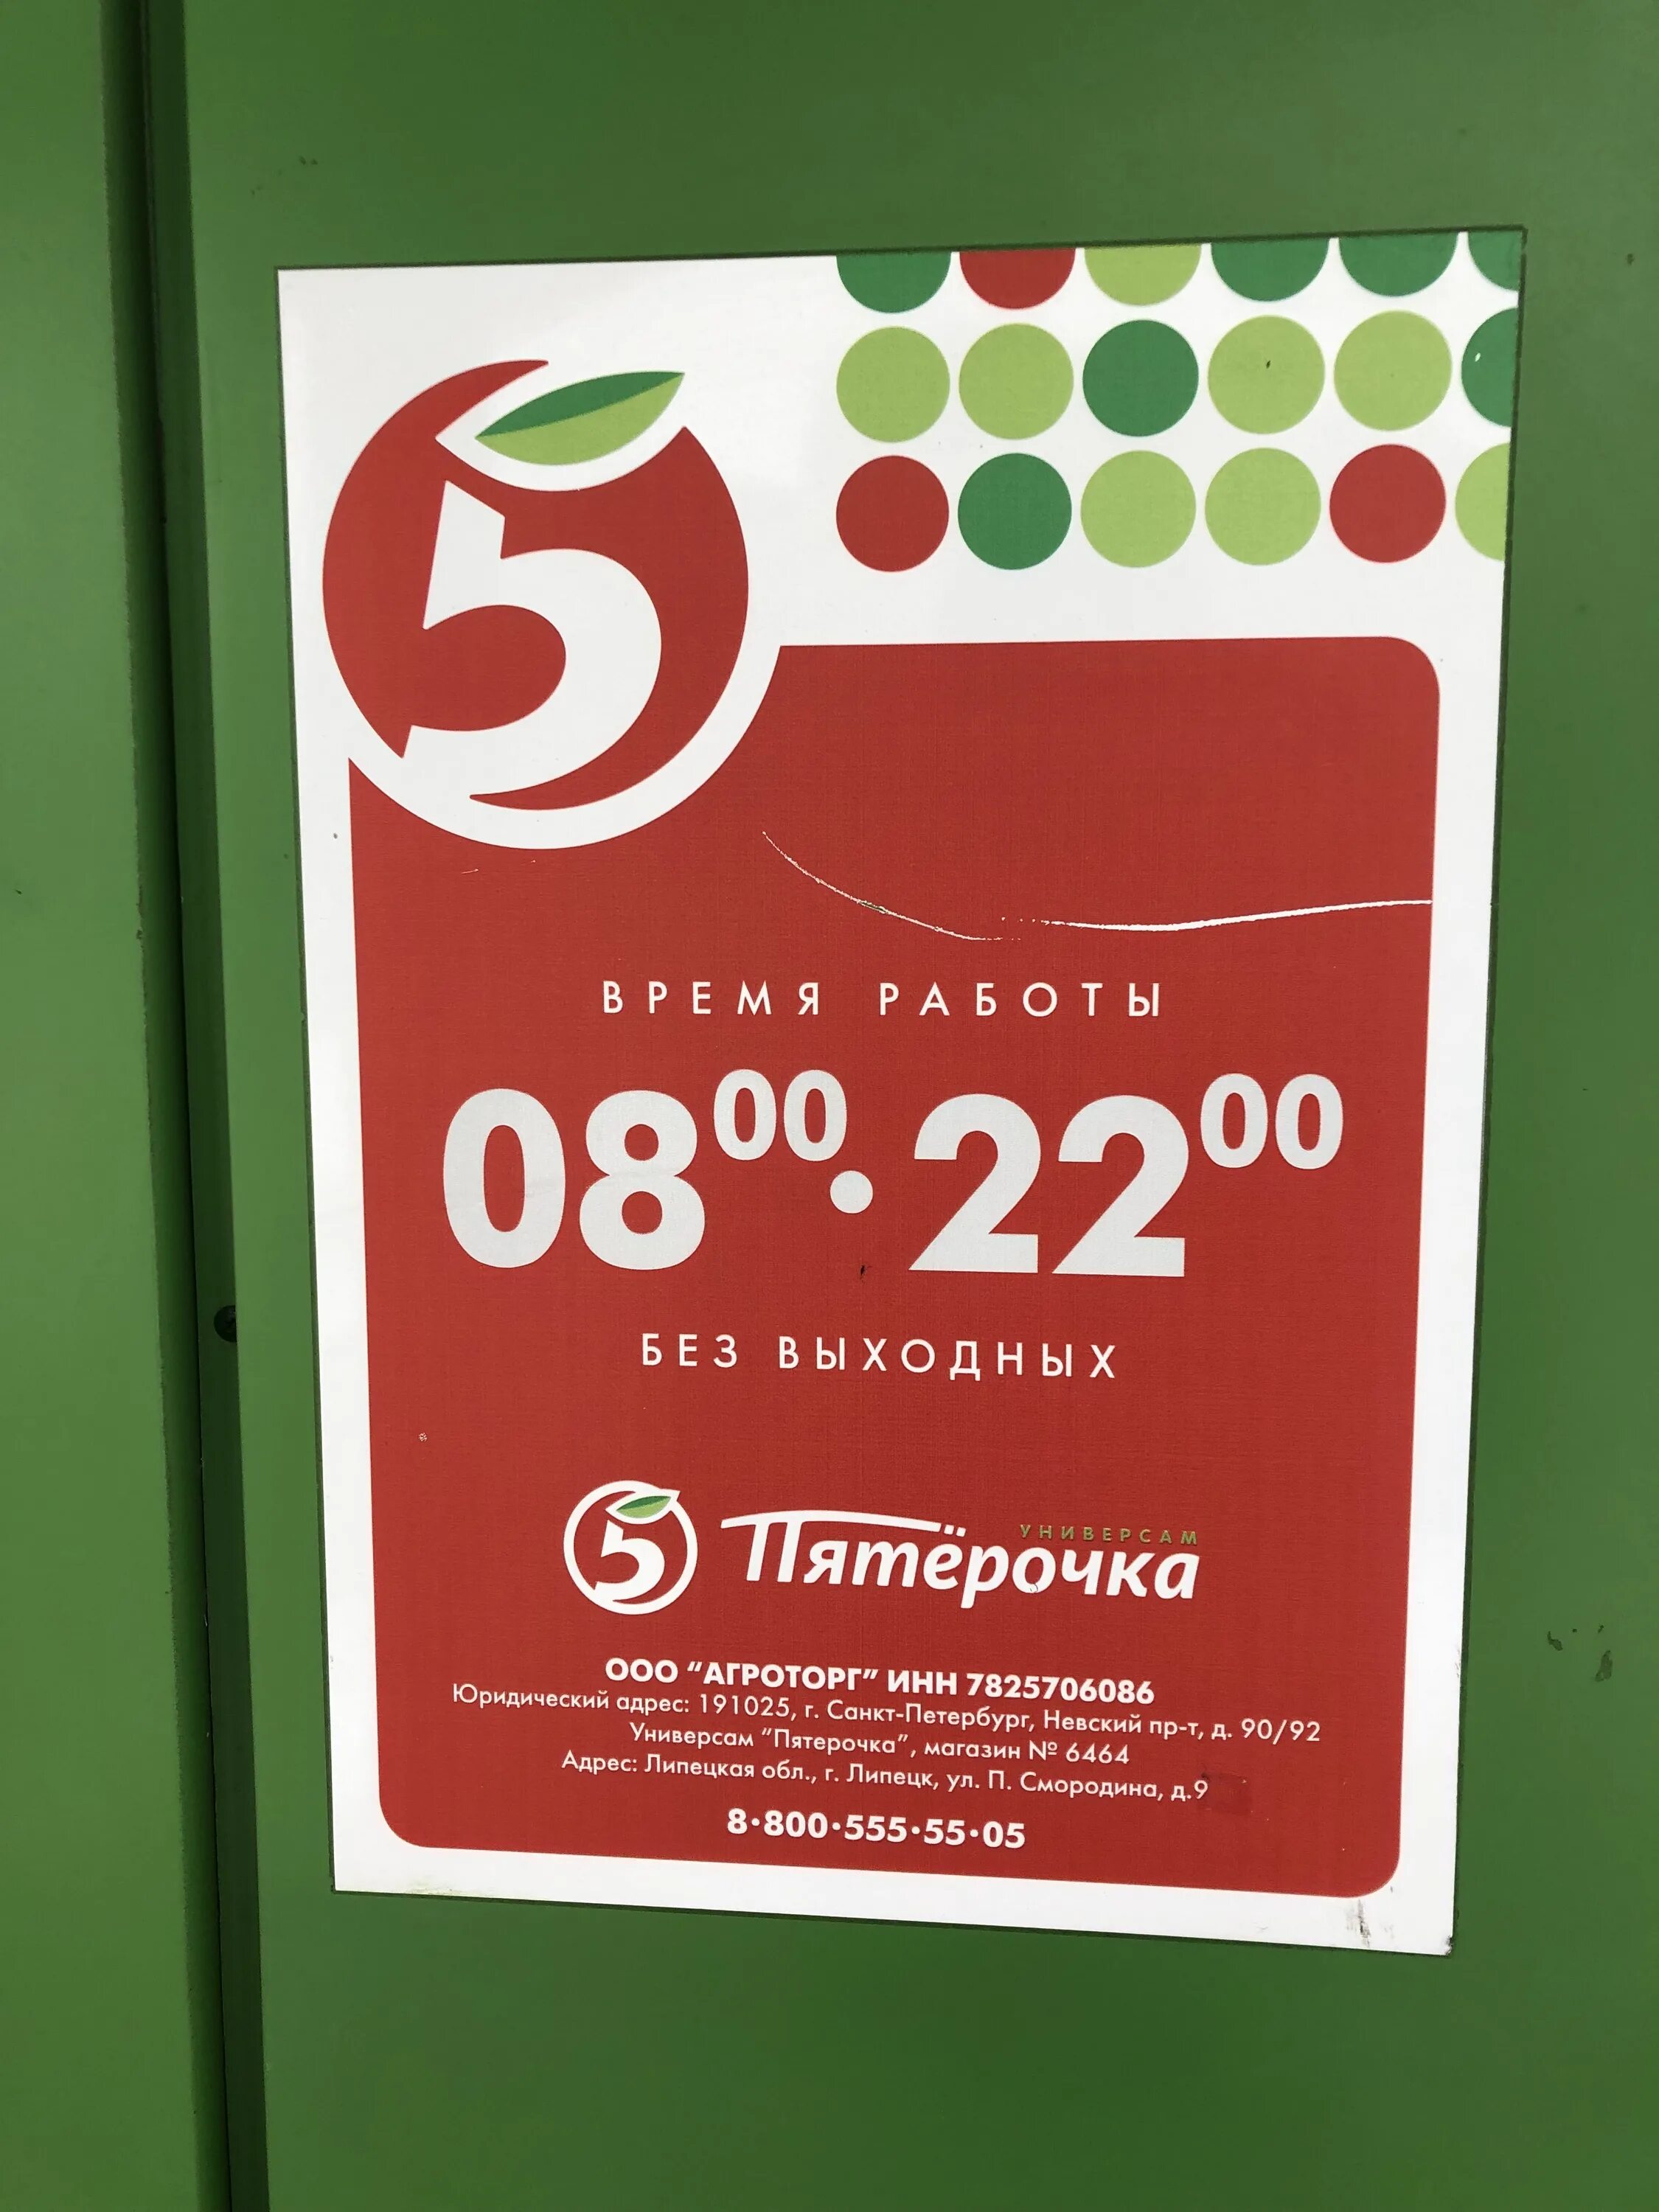 5
ВРЕМЯ РАБОТЫ
08⁰⁰·22⁰⁰
БЕЗ ВЫХОДНЫХ
5 Пятёрочка УНИВЕРСАМ
ООО "АГРОТОРГ" ИНН 7825706086
Юридический адрес: 191025, г. Санкт-Петербург, Невский пр-т, д. 90/92
Универсам "Пятерочка", магазин № 6464
Адрес: Липецкая обл., г. Липецк, ул. П. Смородина, д.9
8·800·555·55·05